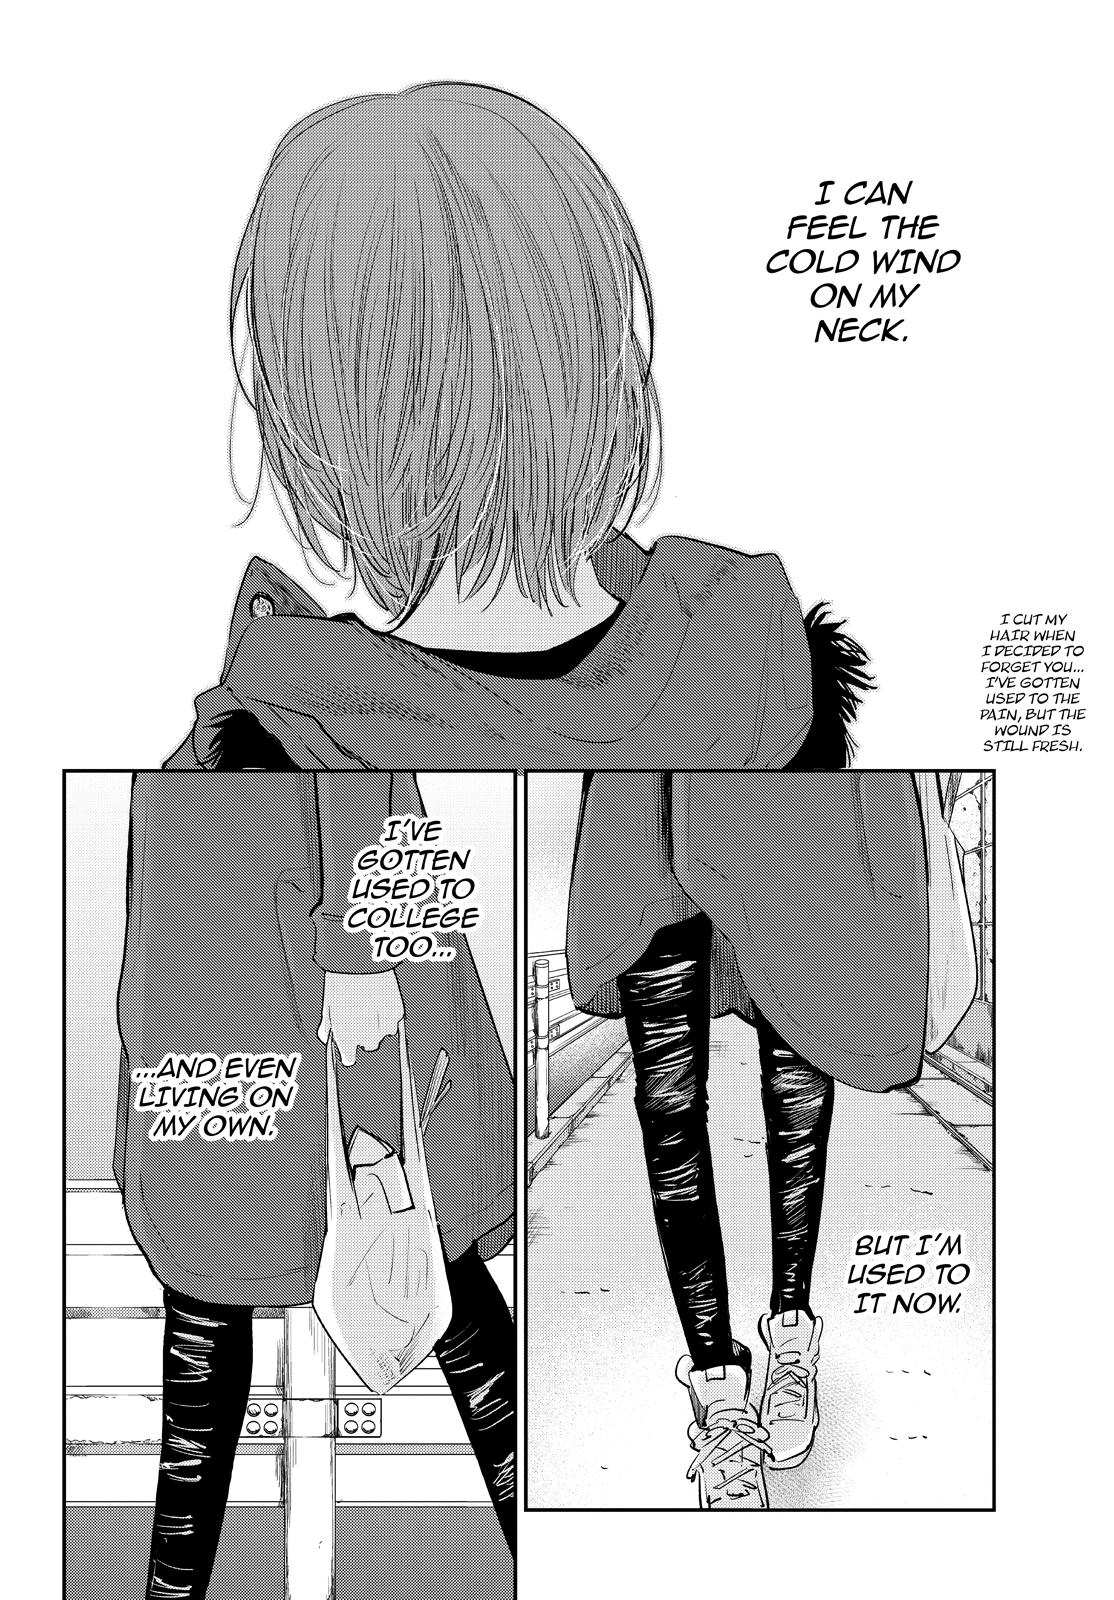 I CAN
FEEL THE
COLD WIND
ON MY
NECK.
I CUT MY
HAIR WHEN
I DECIDED TO
FORGET YOU...
I'VE GOTTEN
USED TO THE
PAIN, BUT THE
WOUND IS
STILL FRESH.
BUT I'M
USED TO
IT NOW.
I'VE
GOTTEN
USED TO
COLLEGE
TOO...
...AND EVEN
LIVING ON
MY OWN.